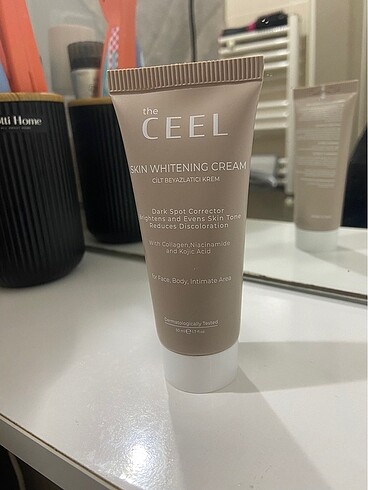 the
CEEL
SKIN WHITENING CREAM
CİLT BEYAZLATICI KREM
Dark Spot Corrector
Brightens and Evens Skin Tone
Reduces Discoloration
With Collagen,Niacinamide
and Kojic Acid
for Face, Body, Intimate Area
Dermatologically Tested
otti Home